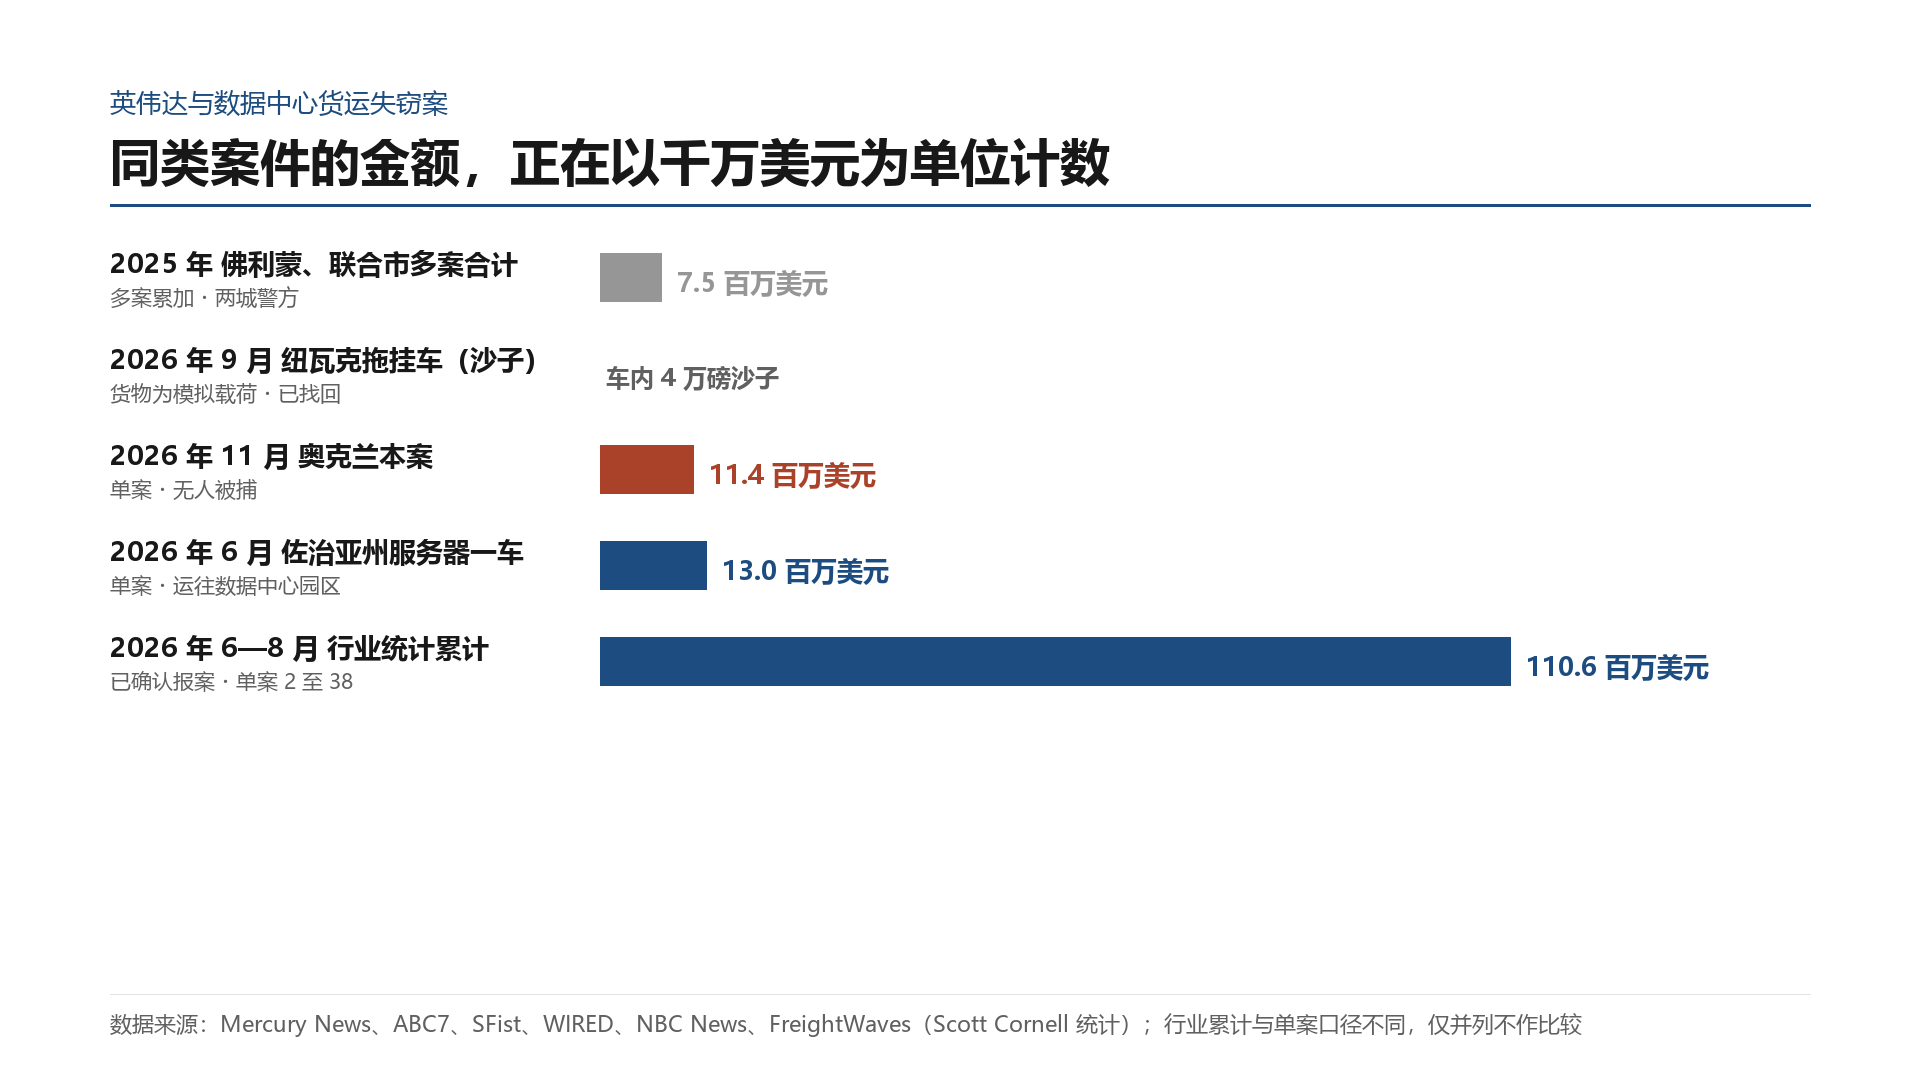 英伟达与数据中心货运失窃案
同类案件的金额，正在以千万美元为单位计数
2025 年 佛利蒙、联合市多案合计
多案累加 · 两城警方
7.5 百万美元
2026 年 9 月 纽瓦克拖挂车（沙子）
货物为模拟载荷 · 已找回
车内 4 万磅沙子
2026 年 11 月 奥克兰本案
单案 · 无人被捕
11.4 百万美元
2026 年 6 月 佐治亚州服务器一车
单案 · 运往数据中心园区
13.0 百万美元
2026 年 6—8 月 行业统计累计
已确认报案 · 单案 2 至 38
110.6 百万美元
数据来源：Mercury News、ABC7、SFist、WIRED、NBC News、FreightWaves（Scott Cornell 统计）；行业累计与单案口径不同，仅并列不作比较